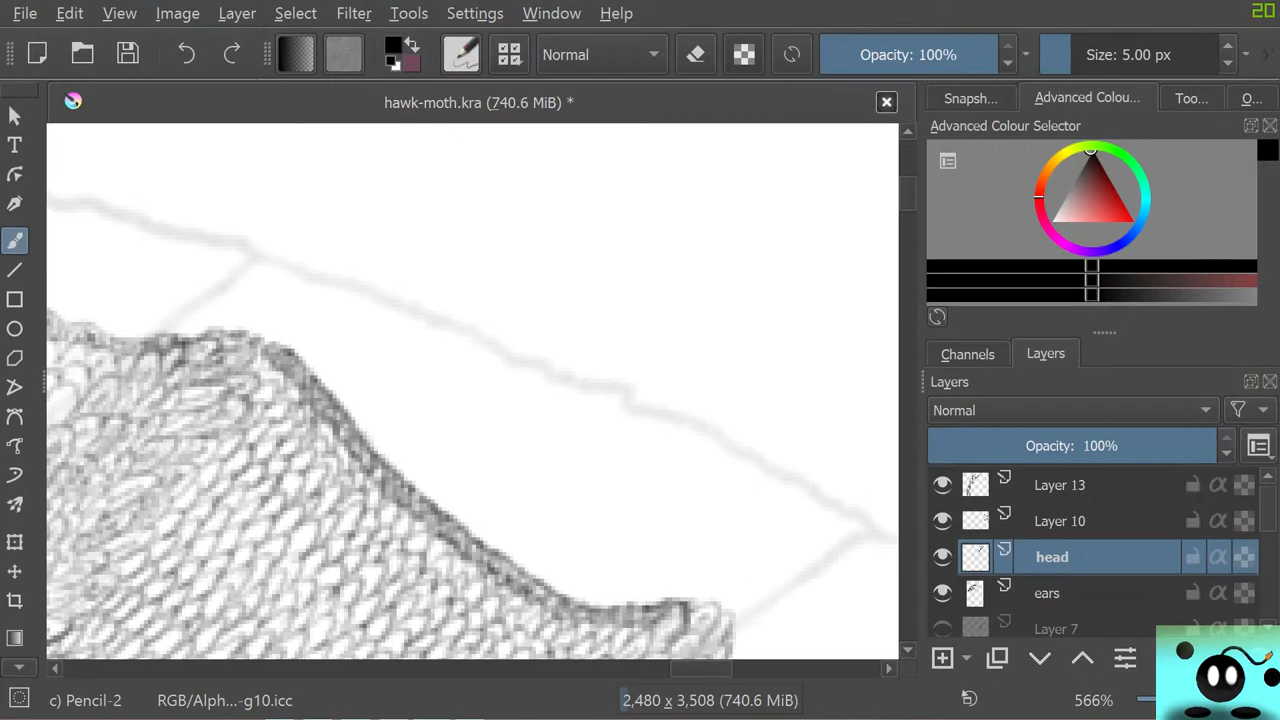 File Edit View Image Layer Select Filter Tools Settings Window Help
20
Normal
Opacity: 100%
Size: 5.00 px
hawk-moth.kra (740.6 MiB) *
Snapsh... Advanced Colou... Too... O...
Advanced Colour Selector
Channels Layers
Layers
Normal
Opacity: 100%
Layer 13
Layer 10
head
ears
Layer 7
c) Pencil-2
RGB/Alph...-g10.icc
2,480 x 3,508 (740.6 MiB)
566%